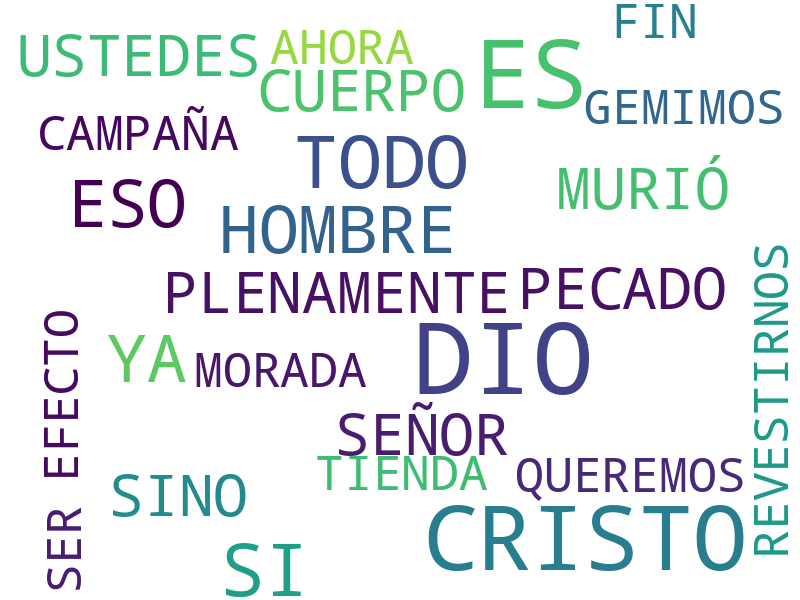 FIN
USTEDES
AHORA
ES
CUERPO
GEMIMOS
CAMPAÑA
TODO
MURIÓ
ESO
HOMBRE
PLENAMENTE
PECADO
REVESTIRNOS
DIO
YA
MORADA
SER EFECTO
SEÑOR
TIENDA
QUEREMOS
SINO
CRISTO
SI